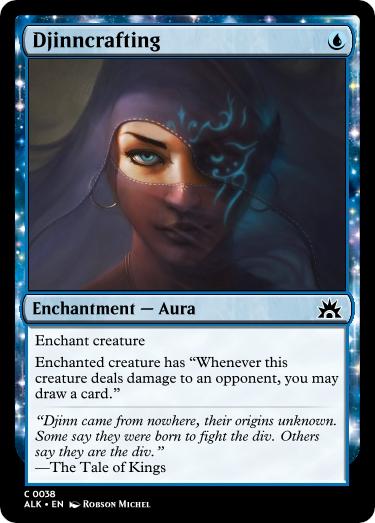 Djinncrafting
Enchantment — Aura
Enchant creature
Enchanted creature has “Whenever this
creature deals damage to an opponent, you may
draw a card.”
“Djinn came from nowhere, their origins unknown.
Some say they were born to fight the div. Others
say they are the div.”
—The Tale of Kings
C 0038
ALK • EN Robson Michel